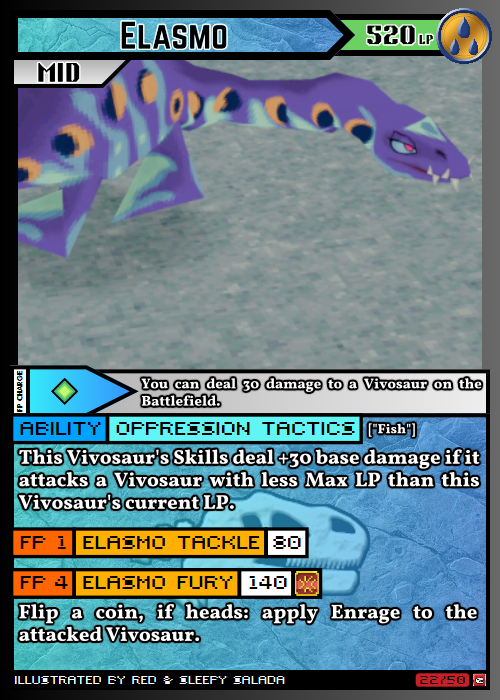 ELASMO
520 LP
MID
FP CHARGE
You can deal 30 damage to a Vivosaur on the
Battlefield.
ABILITY OPPRESSION TACTICS ["Fish"]
This Vivosaur's Skills deal +30 base damage if it
attacks a Vivosaur with less Max LP than this
Vivosaur's current LP.
FP 1 ELASMO TACKLE 80
FP 4 ELASMO FURY 140
Flip a coin, if heads: apply Enrage to the
attacked Vivosaur.
ILLUSTRATED BY RED & SLEEPY SALADA
22/50